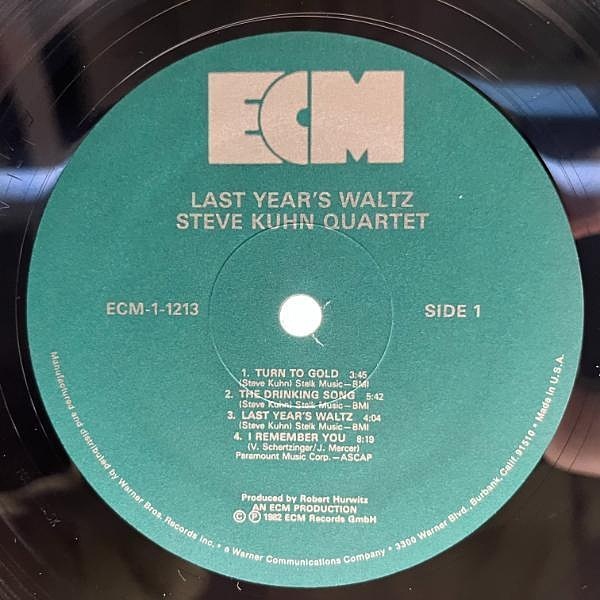 ECM
LAST YEAR'S WALTZ
STEVE KUHN QUARTET
ECM-1-1213
SIDE 1
1. TURN TO GOLD 3:45
(Steve Kuhn) Steik Music—BMI
2. THE DRINKING SONG 5:42
(Steve Kuhn) Steik Music—BMI
3. LAST YEAR'S WALTZ 4:04
(Steve Kuhn) Steik Music—BMI
4. I REMEMBER YOU 8:19
(V. Schertzinger/J. Mercer)
Paramount Music Corp.—ASCAP
Produced by Robert Hurwitz
AN ECM PRODUCTION
© ℗ 1982 ECM Records GmbH
Manufactured and distributed by Warner Bros. Records Inc. • a Warner Communications Company • 3300 Warner Blvd., Burbank, Calif. 91510 • Made in U.S.A.